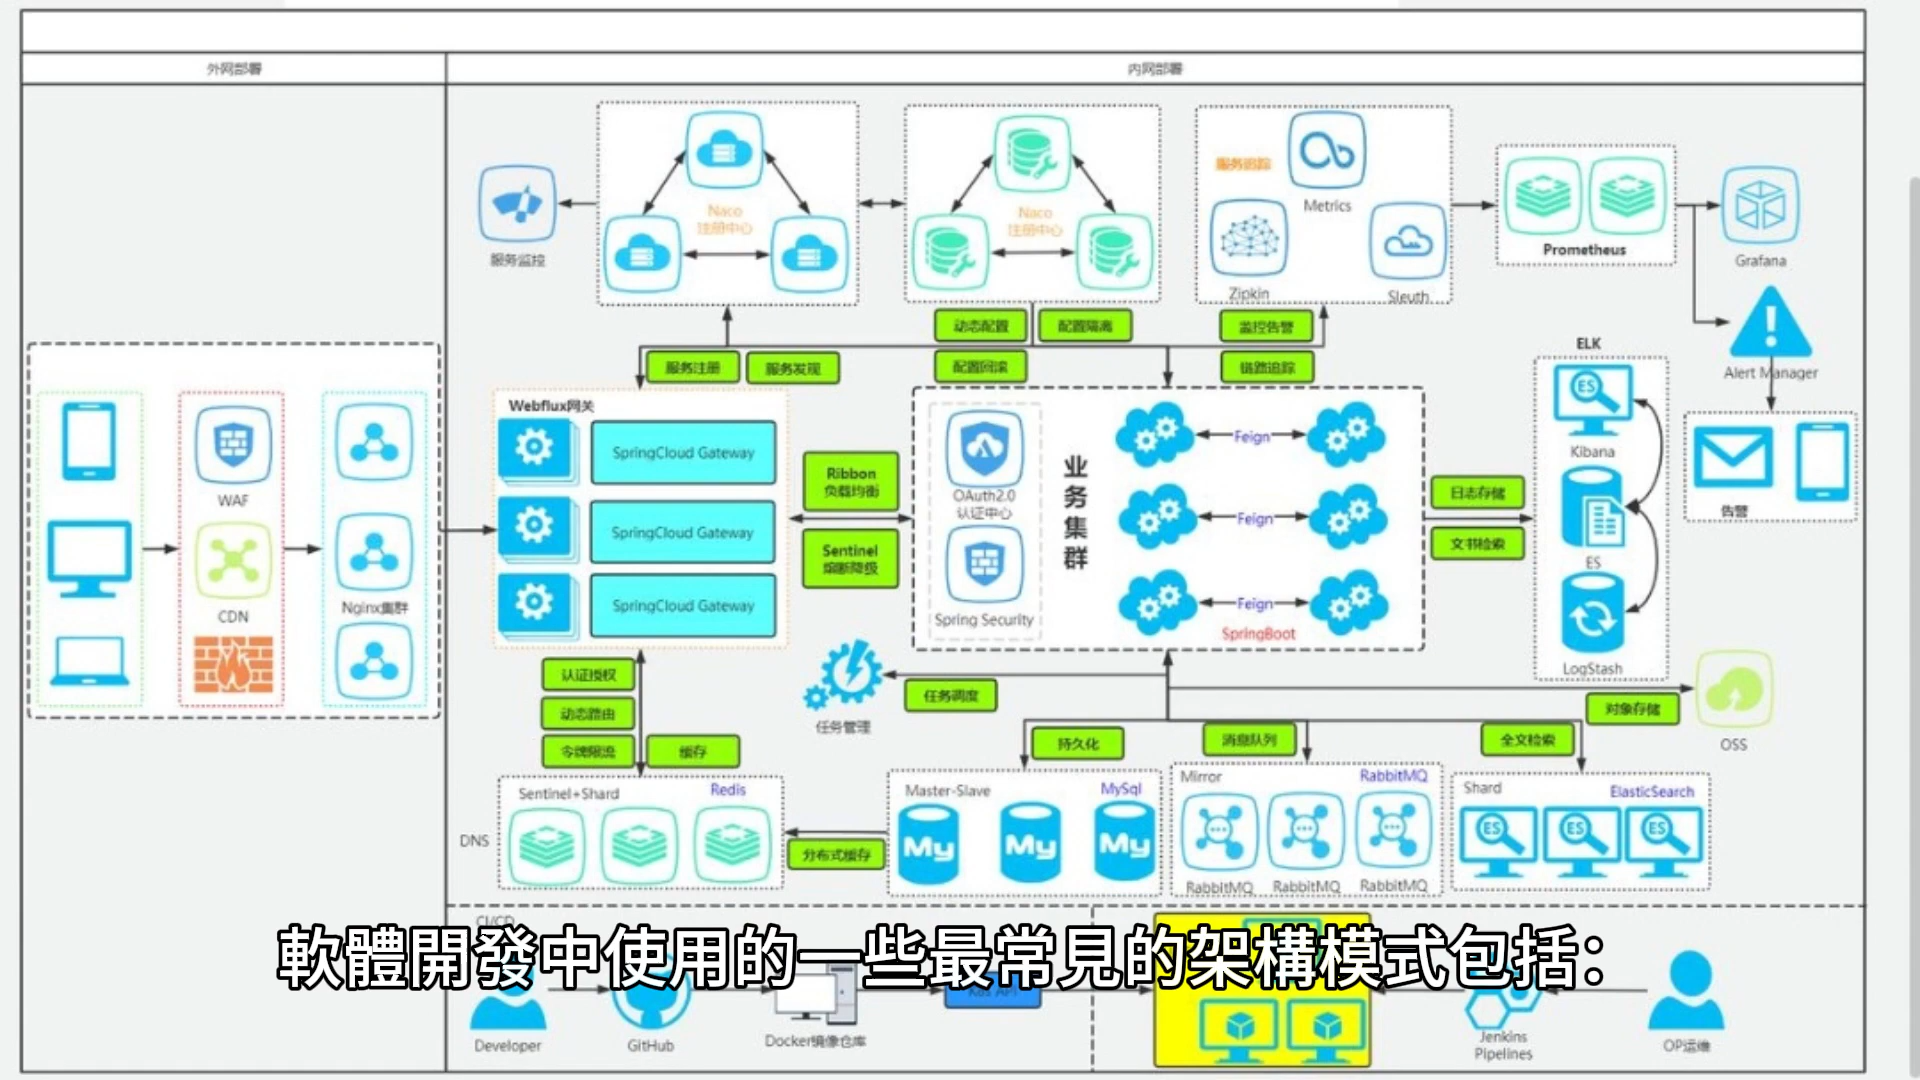 外网部署
内网部署
服务监控
Naco
注册中心
Naco
注册中心
服务追踪
Metrics
Zipkin
Sleuth
Prometheus
Grafana
Alert Manager
告警
动态配置
配置隔离
配置回滚
监控告警
链路追踪
服务注册
服务发现
ELK
Kibana
ES
LogStash
WAF
CDN
Nginx集群
Webflux网关
SpringCloud Gateway
SpringCloud Gateway
SpringCloud Gateway
Ribbon
负载均衡
Sentinel
熔断降级
OAuth2.0
认证中心
Spring Security
业务集群
Feign
Feign
Feign
SpringBoot
日志存储
文书检索
认证授权
动态路由
令牌限流
缓存
任务管理
任务调度
持久化
消息队列
全文检索
对象存储
OSS
DNS
Sentinel+Shard
Redis
分布式缓存
Master-Slave
MySql
My
My
My
Mirror
RabbitMQ
RabbitMQ
RabbitMQ
RabbitMQ
Shard
ElasticSearch
ES
ES
ES
ES
CI/CD
軟體開發中使用的一些最常見的架構模式包括：
Developer
GitHub
Docker镜像仓库
Jenkins
Pipelines
OP运维